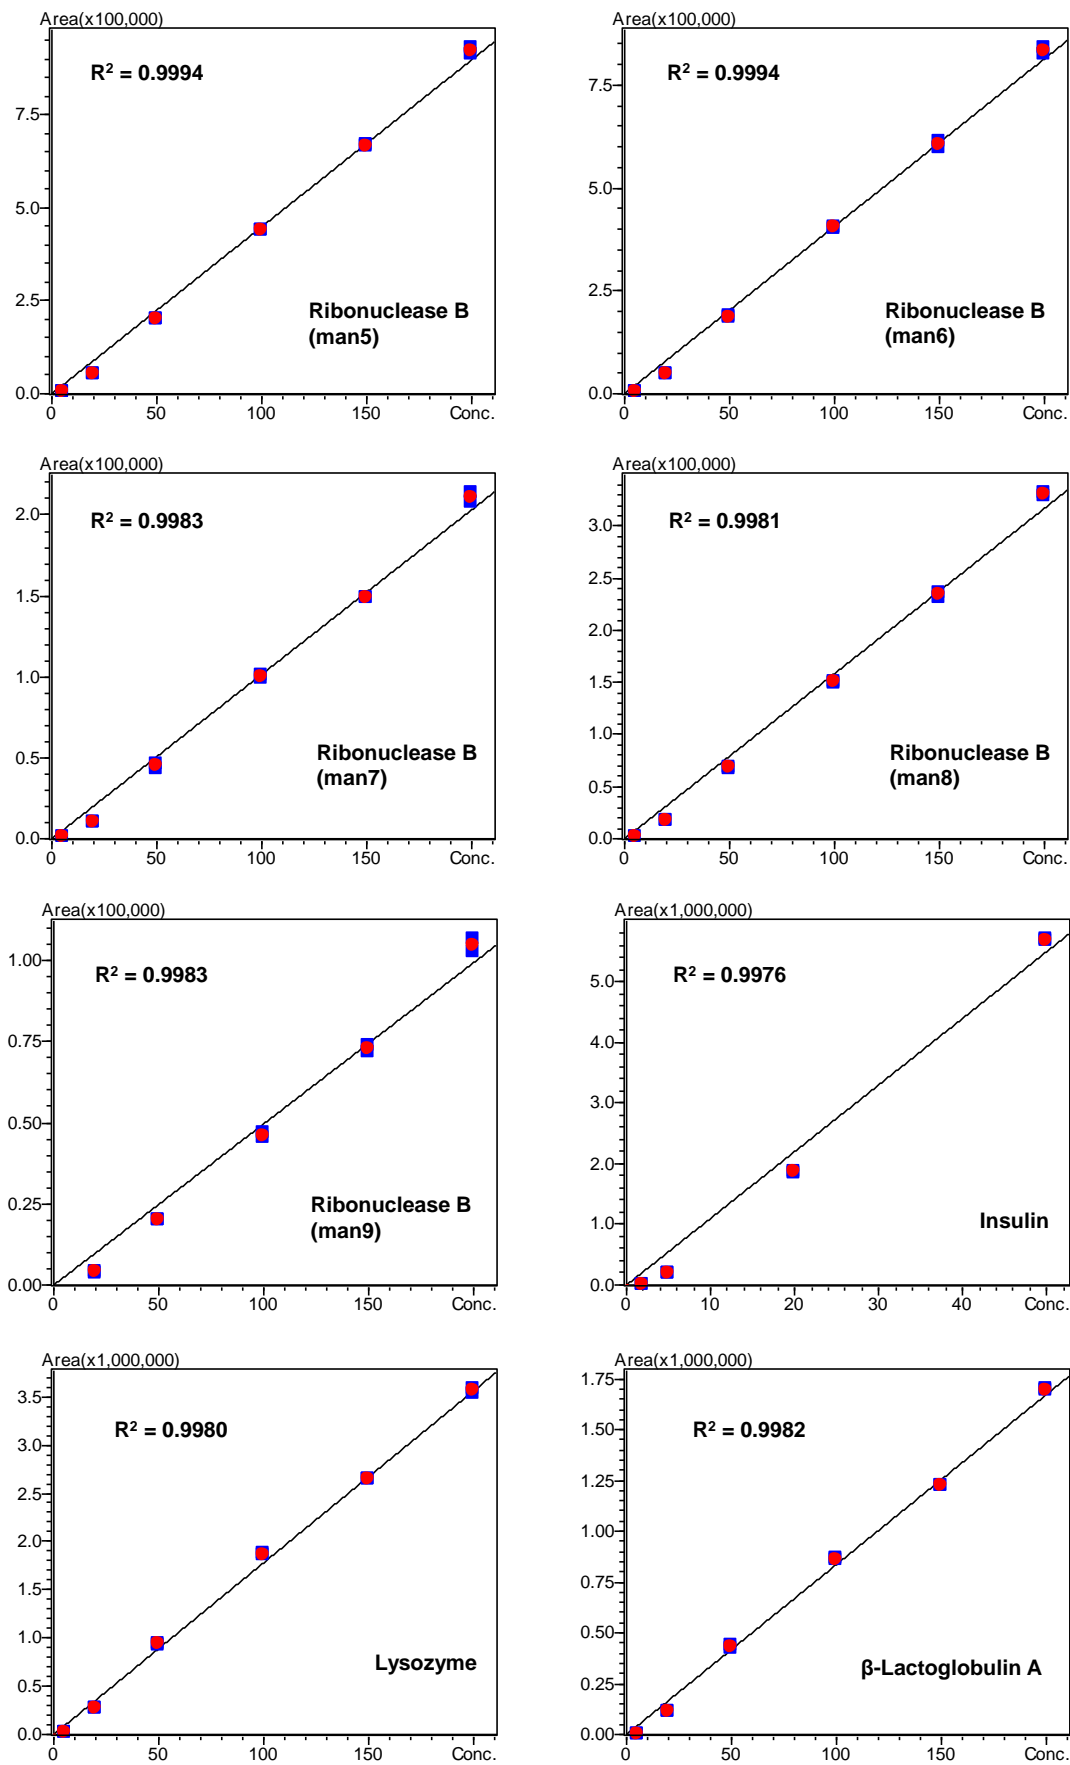 Area(x100,000)
R² = 0.9994
7.5
5.0
2.5
0.0
Ribonuclease B
(man5)
0 50 100 150 Conc.
Area(x100,000)
R² = 0.9994
7.5
5.0
2.5
0.0
Ribonuclease B
(man6)
0 50 100 150 Conc.
Area(x100,000)
R² = 0.9983
2.0
1.5
1.0
0.5
0.0
Ribonuclease B
(man7)
0 50 100 150 Conc.
Area(x100,000)
R² = 0.9981
3.0
2.5
2.0
1.5
1.0
0.5
0.0
Ribonuclease B
(man8)
0 50 100 150 Conc.
Area(x100,000)
R² = 0.9983
1.00
0.75
0.50
0.25
0.00
Ribonuclease B
(man9)
0 50 100 150 Conc.
Area(x1,000,000)
R² = 0.9976
5.0
4.0
3.0
2.0
1.0
0.0
Insulin
0 10 20 30 40 Conc.
Area(x1,000,000)
R² = 0.9980
3.5
3.0
2.5
2.0
1.5
1.0
0.5
0.0
Lysozyme
0 50 100 150 Conc.
Area(x1,000,000)
R² = 0.9982
1.75
1.50
1.25
1.00
0.75
0.50
0.25
0.00
β-Lactoglobulin A
0 50 100 150 Conc.